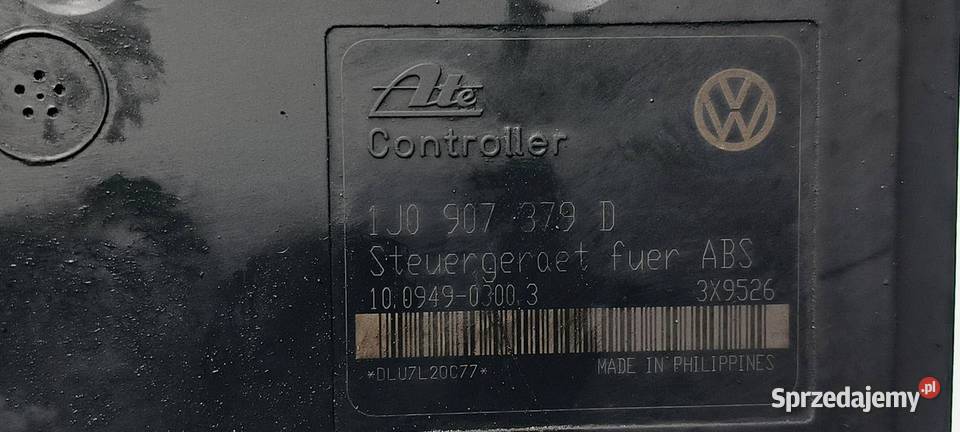 Ate
Controller
1J0 907 379 D
Steuergeraet fuer ABS
10.0949-0300.3 3X9526
*DLU7L20C77* MADE IN PHILIPPINES
Sprzedajemy.pl